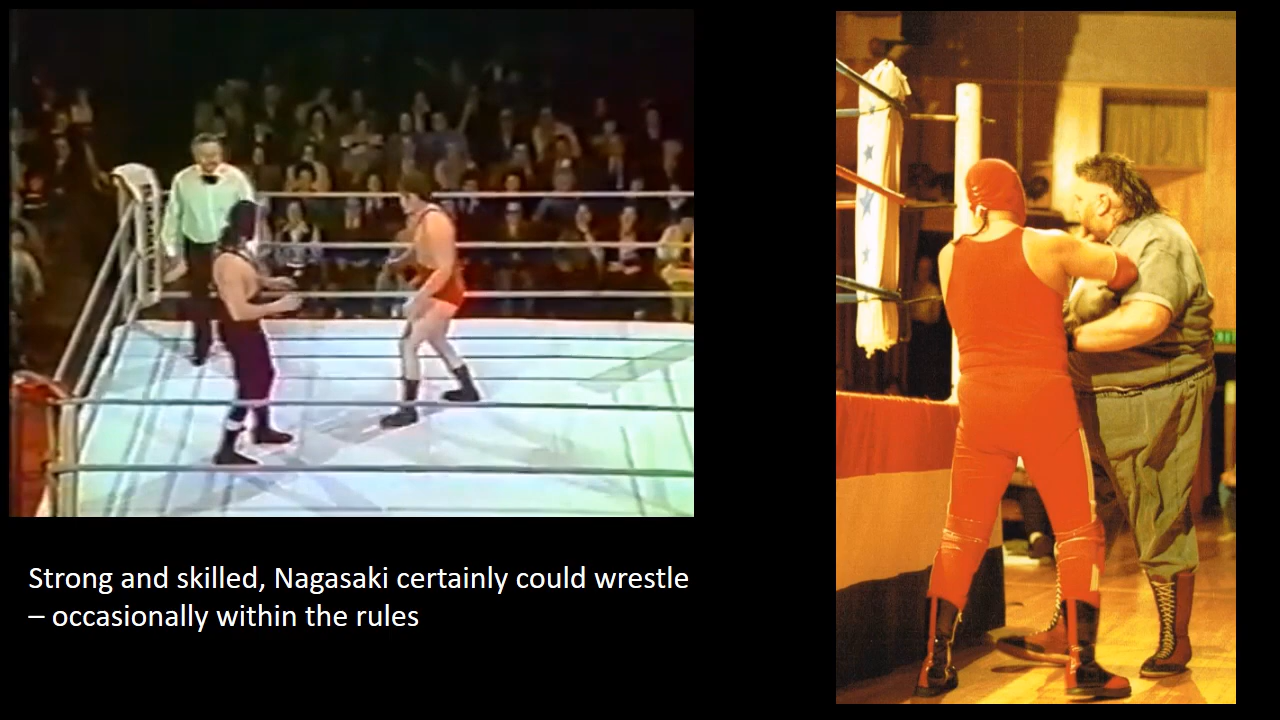 Strong and skilled, Nagasaki certainly could wrestle
– occasionally within the rules